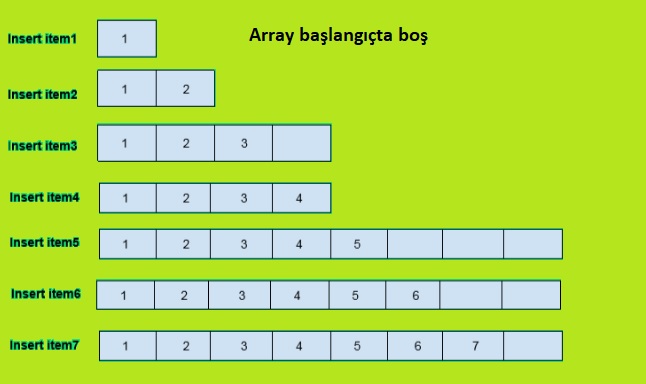 Array başlangıçta boş
Insert item1 1
Insert item2 1 2
Insert item3 1 2 3
Insert item4 1 2 3 4
Insert item5 1 2 3 4 5
Insert item6 1 2 3 4 5 6
Insert item7 1 2 3 4 5 6 7